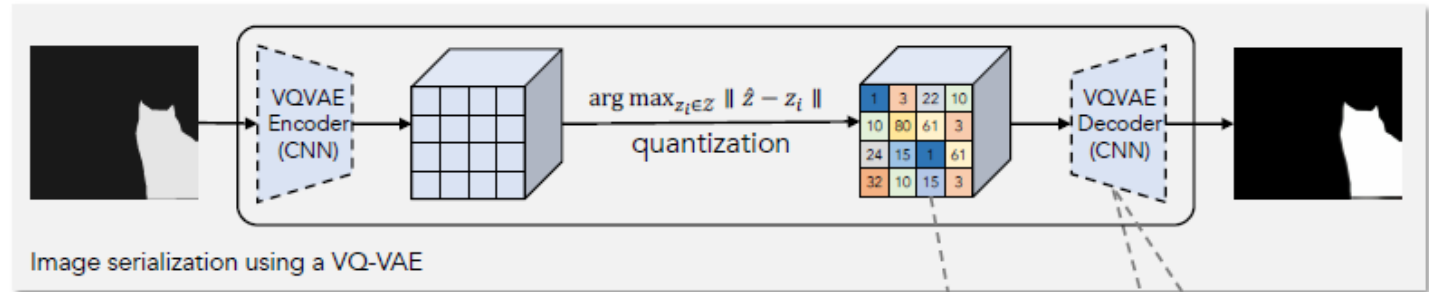 VQVAE
Encoder
(CNN)
arg max_{z_i∈𝒵} ‖ ẑ − z_i ‖
quantization
1 3 22 10
10 80 61 3
24 15 1 61
32 10 15 3
VQVAE
Decoder
(CNN)
Image serialization using a VQ-VAE